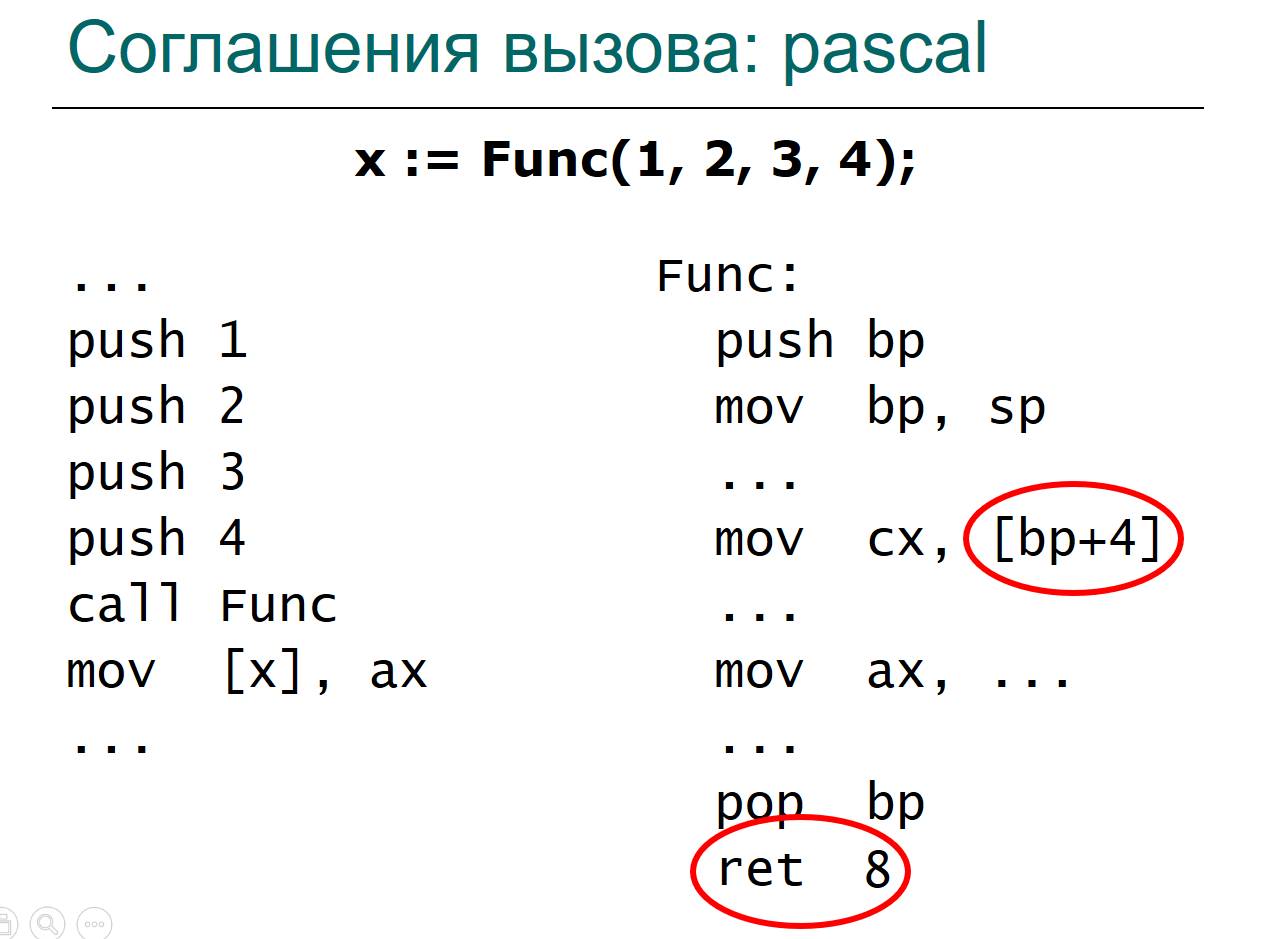 Соглашения вызова: pascal
x := Func(1, 2, 3, 4);
...
push 1
push 2
push 3
push 4
call Func
mov [x], ax
...
Func:
push bp
mov bp, sp
...
mov cx, [bp+4]
...
mov ax, ...
...
pop bp
ret 8